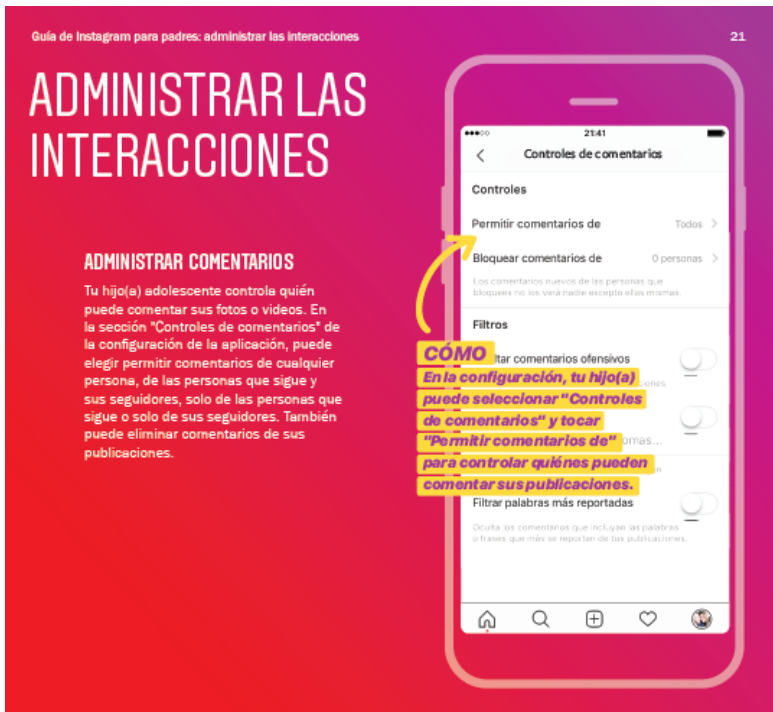 Guía de Instagram para padres: administrar las interacciones
21
ADMINISTRAR LAS
INTERACCIONES
ADMINISTRAR COMENTARIOS
Tu hijo(a) adolescente controla quién
puede comentar sus fotos o videos. En
la sección "Controles de comentarios" de
la configuración de la aplicación, puede
elegir permitir comentarios de cualquier
persona, de las personas que sigue y
sus seguidores, solo de las personas que
sigue o solo de sus seguidores. También
puede eliminar comentarios de sus
publicaciones.
21:41
Controles de comentarios
Controles
Permitir comentarios de Todos
Bloquear comentarios de 0 personas
Los comentarios nuevos de las personas que
bloquees no los verá nadie excepto ellas mismas.
Filtros
comentarios ofensivos
CÓMO
En la configuración, tu hijo(a)
puede seleccionar "Controles
de comentarios" y tocar
"Permitir comentarios de"
para controlar quiénes pueden
comentar sus publicaciones.
Filtrar palabras más reportadas
Oculta los comentarios que incluyan las palabras
o frases que más se reportan de tus publicaciones.